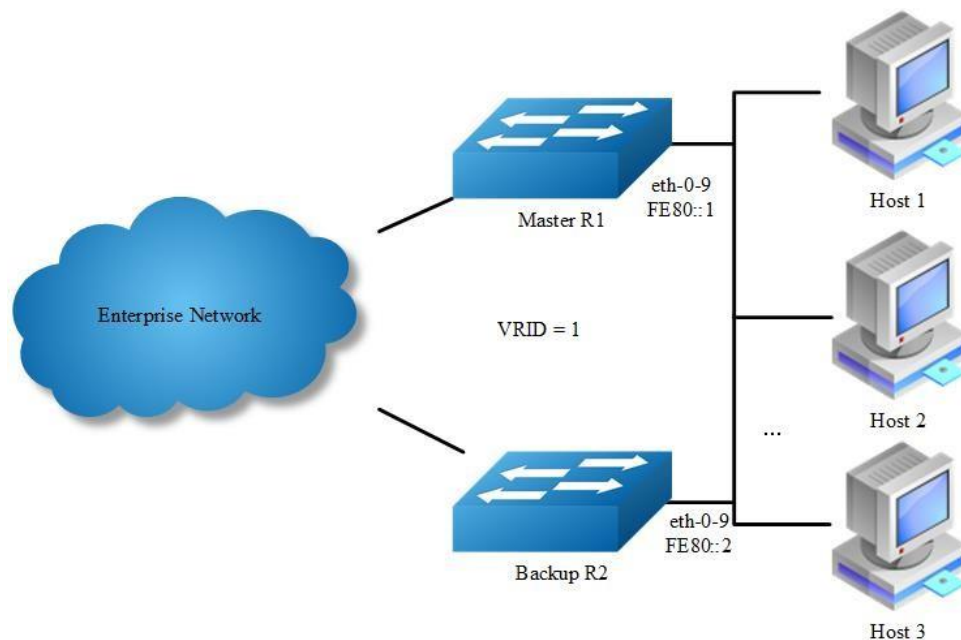 Host 1
eth-0-9
FE80::1
Master R1
Enterprise Network
VRID = 1
Host 2
...
eth-0-9
FE80::2
Backup R2
Host 3